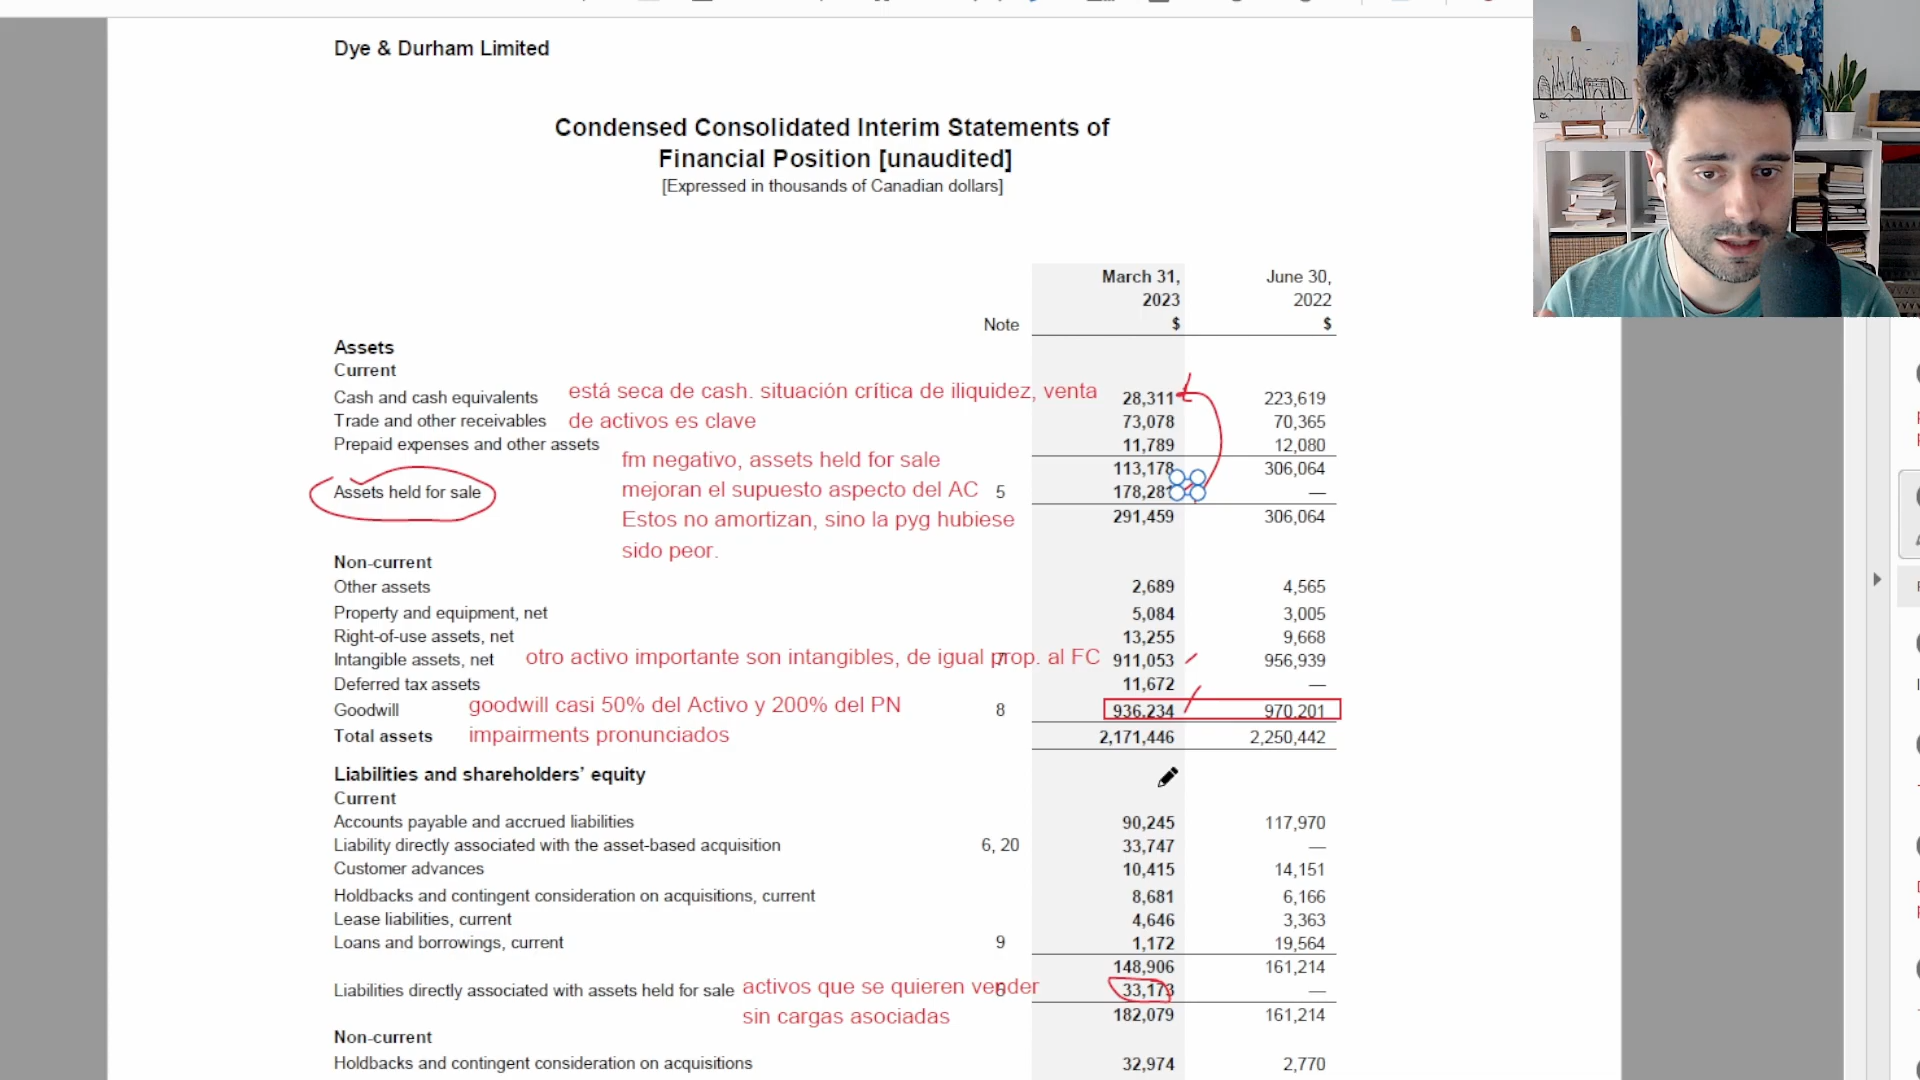 Dye & Durham Limited
Condensed Consolidated Interim Statements of
Financial Position [unaudited]
[Expressed in thousands of Canadian dollars]
March 31, June 30,
2023 2022
Note $ $
Assets
Current
Cash and cash equivalents está seca de cash. situación crítica de iliquidez, venta 28,311 223,619
Trade and other receivables de activos es clave 73,078 70,365
Prepaid expenses and other assets 11,789 12,080
fm negativo, assets held for sale 113,178 306,064
Assets held for sale mejoran el supuesto aspecto del AC 5 178,281 —
Estos no amortizan, sino la pyg hubiese 291,459 306,064
sido peor.
Non-current
Other assets 2,689 4,565
Property and equipment, net 5,084 3,005
Right-of-use assets, net 13,255 9,668
Intangible assets, net otro activo importante son intangibles, de igual prop. al FC 7 911,053 956,939
Deferred tax assets 11,672 —
Goodwill goodwill casi 50% del Activo y 200% del PN 8 936,234 970,201
Total assets impairments pronunciados 2,171,446 2,250,442
Liabilities and shareholders' equity
Current
Accounts payable and accrued liabilities 90,245 117,970
Liability directly associated with the asset-based acquisition 6, 20 33,747 —
Customer advances 10,415 14,151
Holdbacks and contingent consideration on acquisitions, current 8,681 6,166
Lease liabilities, current 4,646 3,363
Loans and borrowings, current 9 1,172 19,564
148,906 161,214
Liabilities directly associated with assets held for sale activos que se quieren vender 33,173 —
sin cargas asociadas 182,079 161,214
Non-current
Holdbacks and contingent consideration on acquisitions 32,974 2,770